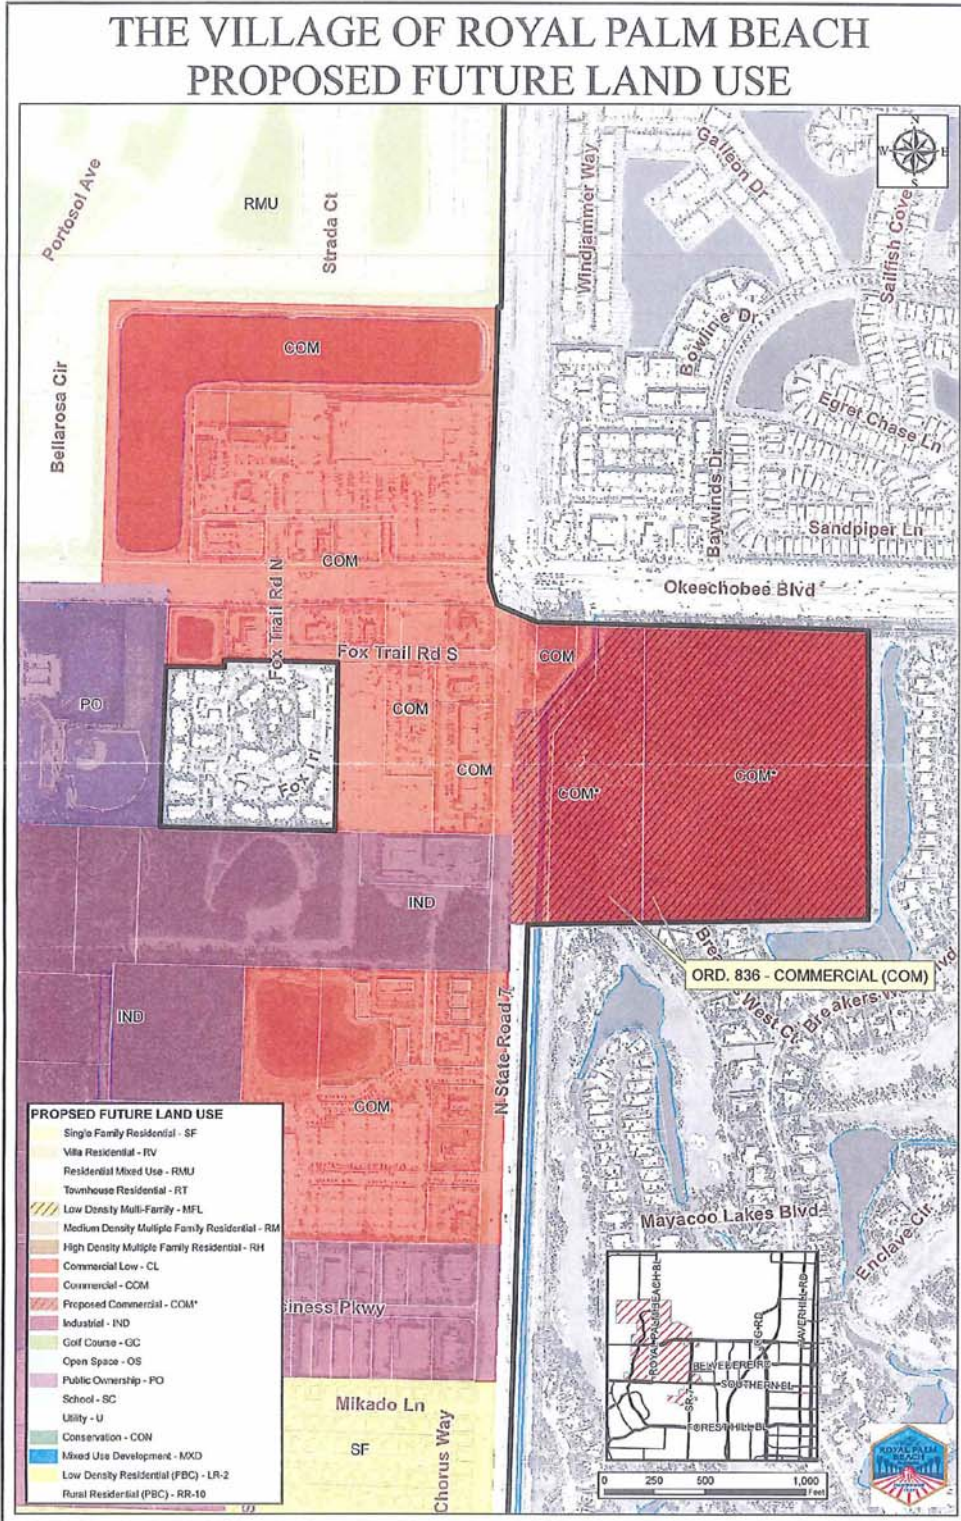 THE VILLAGE OF ROYAL PALM BEACH
PROPOSED FUTURE LAND USE
N
W E
S
Portosol Ave
RMU
Strada Ct
Windjammer Way
Galleon Dr
Sailfish Cove
Bowline Dr
COM
Bellarosa Cir
Egret Chase Ln
Baywinds Dr
Sandpiper Ln
COM
Fox Trail Rd N
Okeechobee Blvd
Fox Trail Rd S
COM
PO
COM
COM
COM*
COM*
Fox Trl
IND
ORD. 836 - COMMERCIAL (COM)
West Ct
Breakers W
lvd
IND
N State Road 7
COM
PROPSED FUTURE LAND USE
Single Family Residential - SF
Villa Residential - RV
Residential Mixed Use - RMU
Townhouse Residential - RT
Low Density Multi-Family - MFL
Medium Density Multiple Family Residential - RM
High Density Multiple Family Residential - RH
Commercial Low - CL
Commercial - COM
Proposed Commercial - COM*
Industrial - IND
Golf Course - GC
Open Space - OS
Public Ownership - PO
School - SC
Utility - U
Conservation - CON
Mixed Use Development - MXD
Low Density Residential (PBC) - LR-2
Rural Residential (PBC) - RR-10
Mayacoo Lakes Blvd
Enclave Cir
siness Pkwy
Mikado Ln
SF
Chorus Way
ROYAL PALM BEACH BL
BELVEDERE RD
SOUTHERN BL
SR-7
FOREST HILL BL
AVERHILL RD
0 250 500 1,000
Feet
ROYAL PALM
BEACH